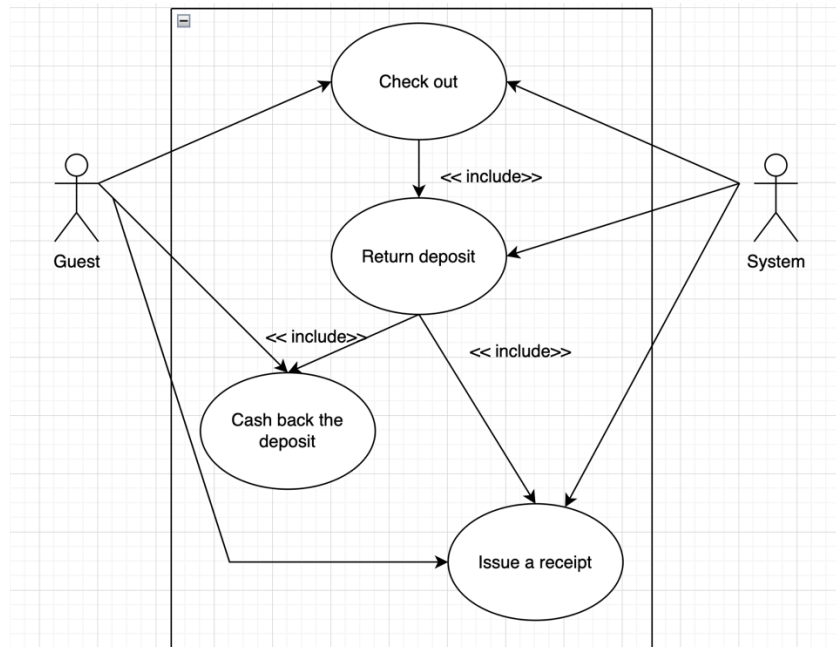 Check out
<< include>>
Guest
Return deposit
System
<< include>>
<< include>>
Cash back the
deposit
Issue a receipt